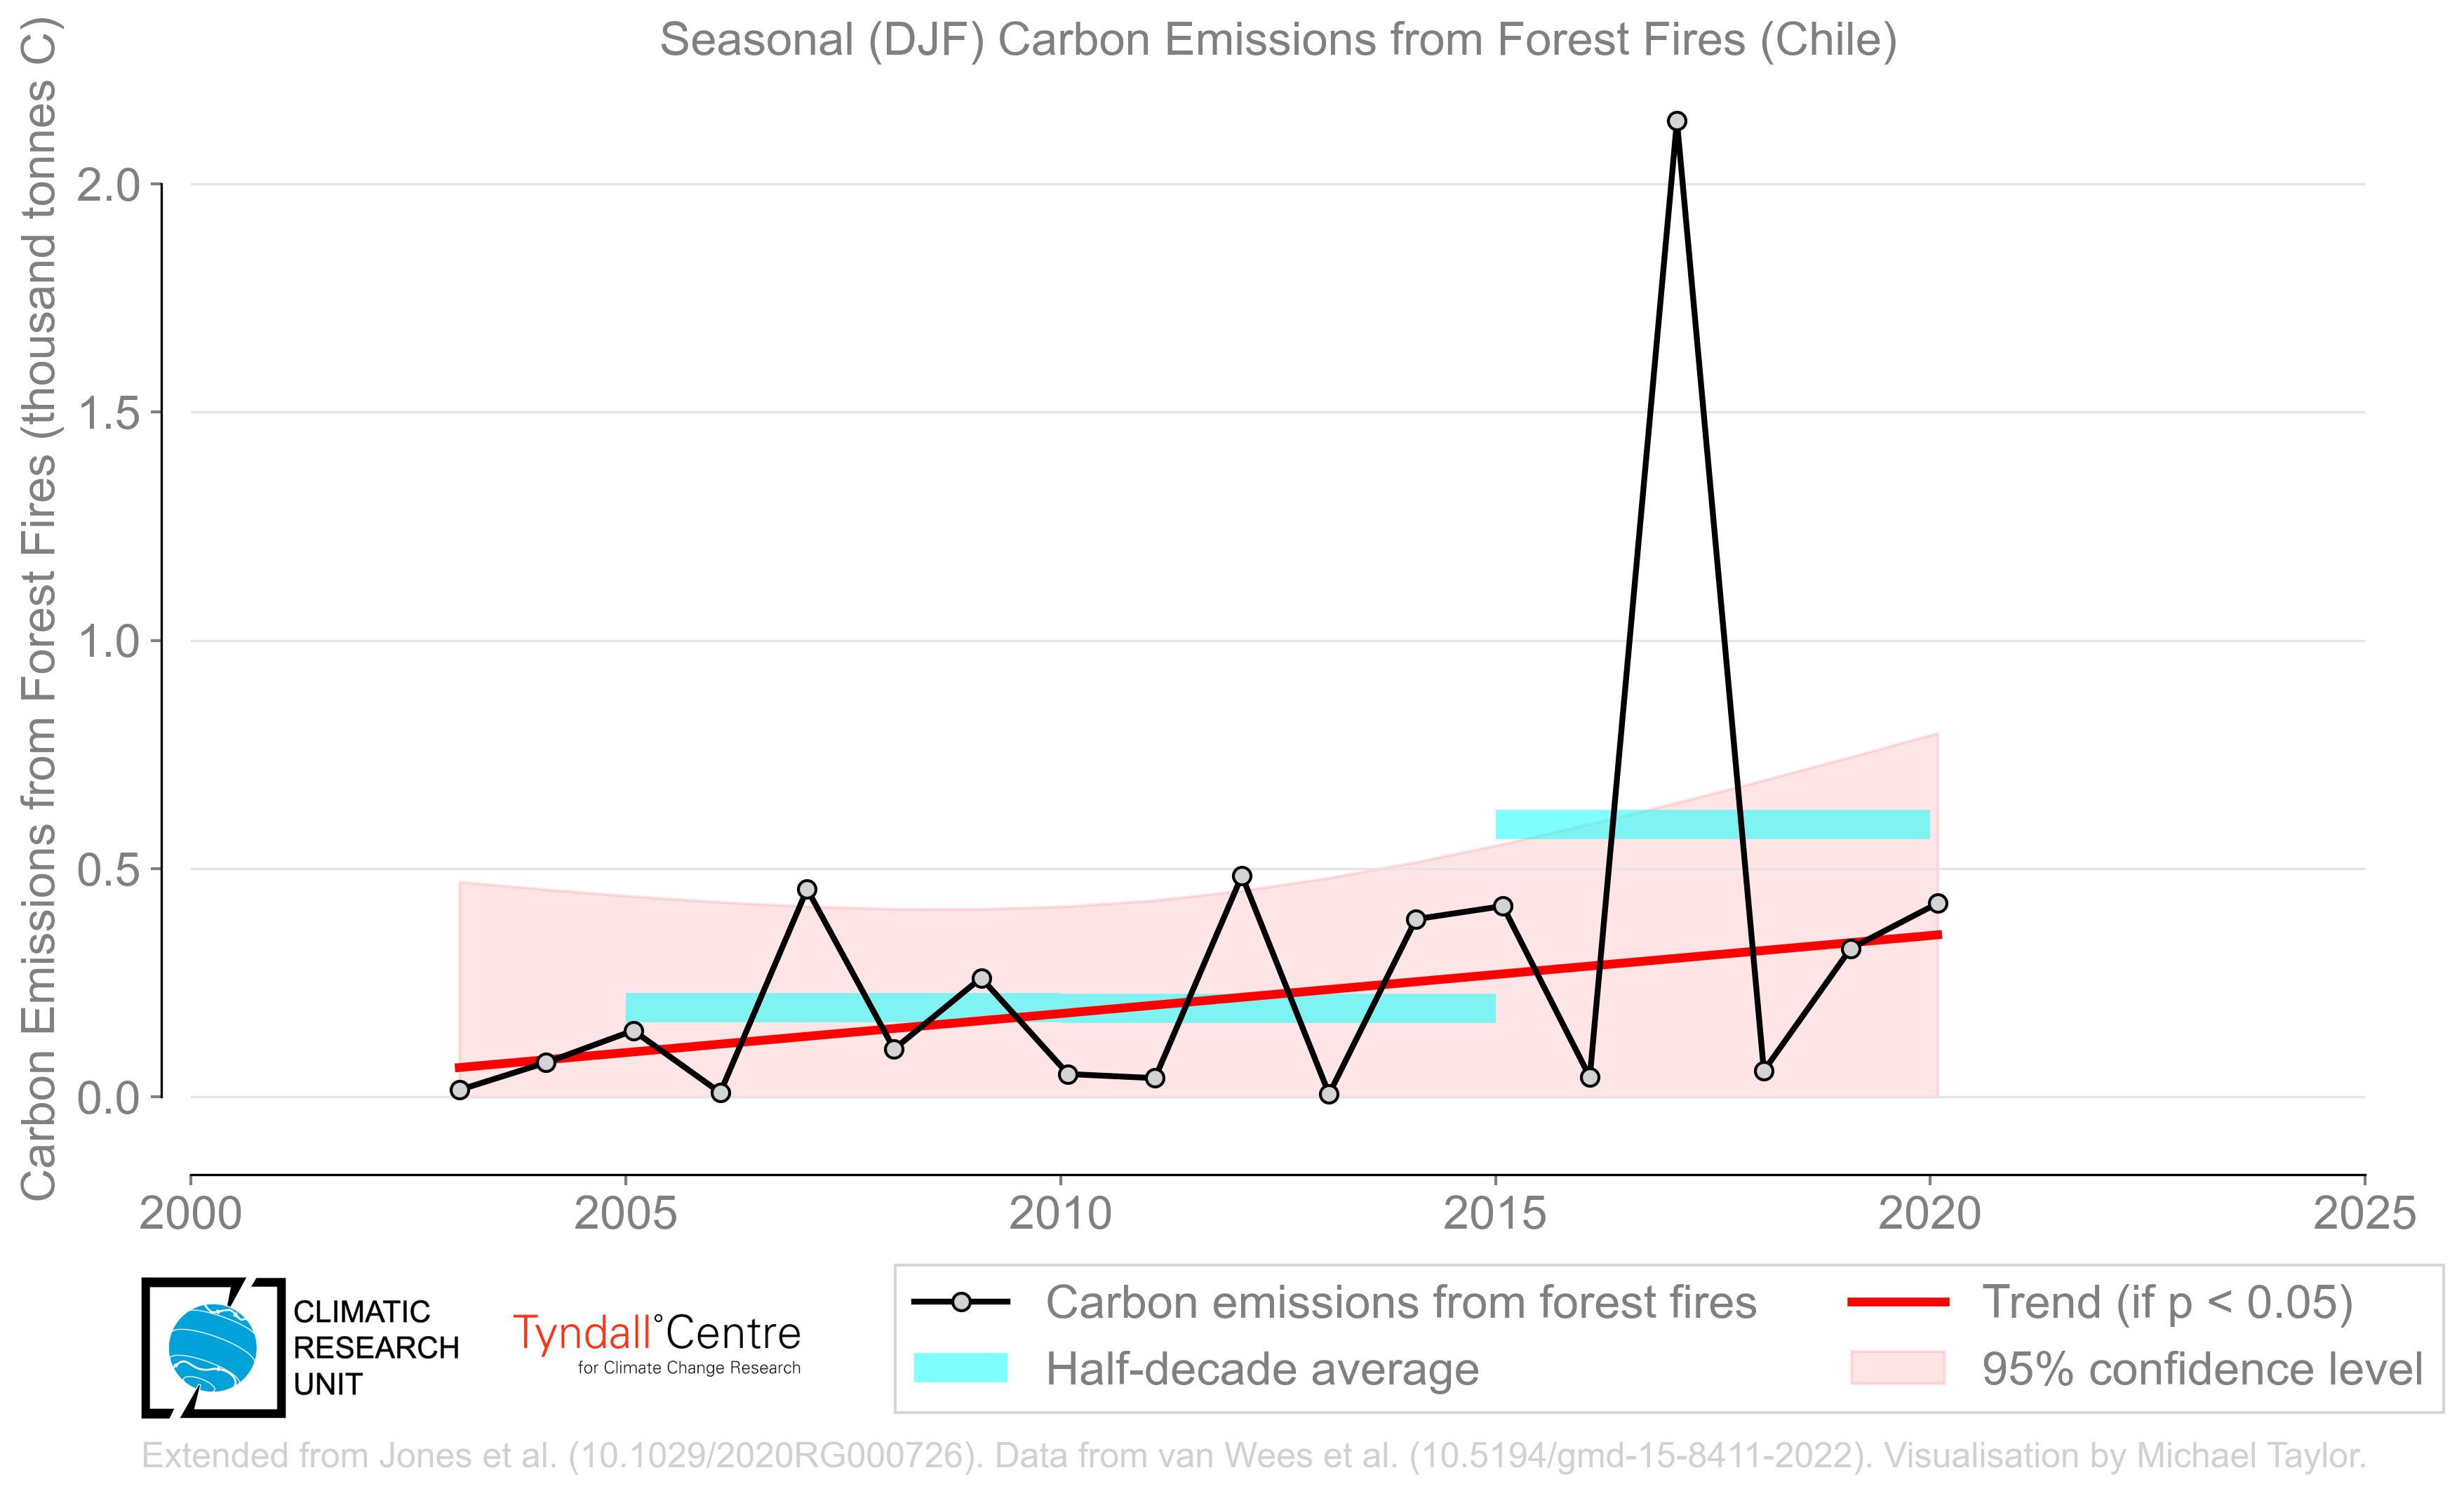 Seasonal (DJF) Carbon Emissions from Forest Fires (Chile)
Carbon Emissions from Forest Fires (thousand tonnes C)
2.0
1.5
1.0
0.5
0.0
2000 2005 2010 2015 2020 2025
CLIMATIC
RESEARCH
UNIT
Tyndall°Centre
for Climate Change Research
Carbon emissions from forest fires
Half-decade average
Trend (if p < 0.05)
95% confidence level
Extended from Jones et al. (10.1029/2020RG000726). Data from van Wees et al. (10.5194/gmd-15-8411-2022). Visualisation by Michael Taylor.